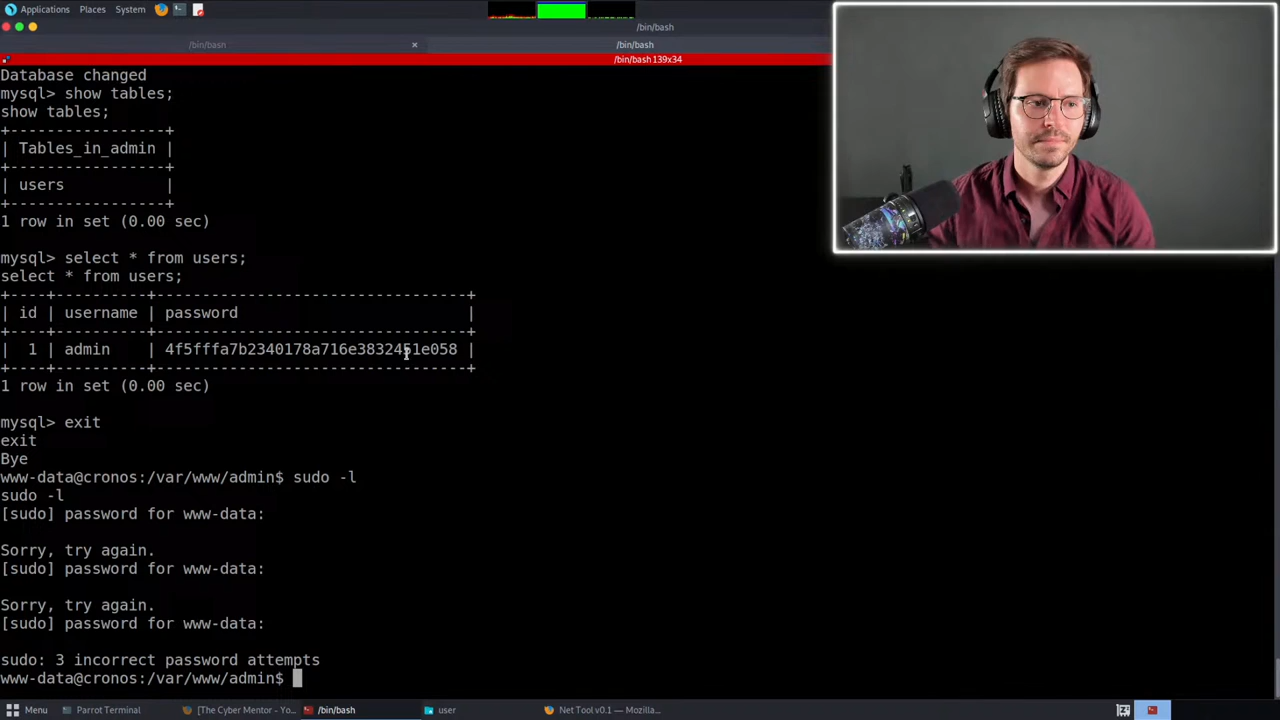 Applications Places System
/bin/bash
/bin/bash
/bin/bash
/bin/bash 139x34
Database changed
mysql> show tables;
show tables;
+-----------------+
| Tables_in_admin |
+-----------------+
| users           |
+-----------------+
1 row in set (0.00 sec)
mysql> select * from users;
select * from users;
+----+----------+----------------------------------+
| id | username | password                         |
+----+----------+----------------------------------+
|  1 | admin    | 4f5fffa7b2340178a716e3832451e058 |
+----+----------+----------------------------------+
1 row in set (0.00 sec)
mysql> exit
exit
Bye
www-data@cronos:/var/www/admin$ sudo -l
sudo -l
[sudo] password for www-data:
Sorry, try again.
[sudo] password for www-data:
Sorry, try again.
[sudo] password for www-data:
sudo: 3 incorrect password attempts
www-data@cronos:/var/www/admin$
Menu Parrot Terminal [The Cyber Mentor - Yo... /bin/bash user Net Tool v0.1 — Mozilla...